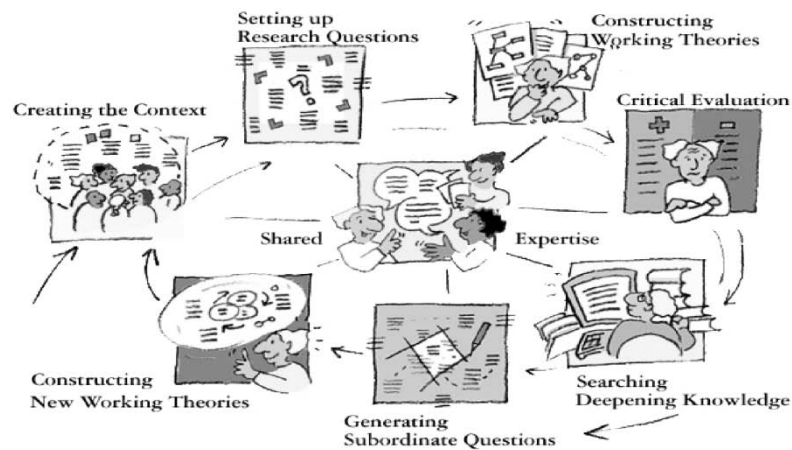 Setting up
Research Questions
Constructing
Working Theories
Creating the Context
Critical Evaluation
Shared
Expertise
Constructing
New Working Theories
Searching
Deepening Knowledge
Generating
Subordinate Questions